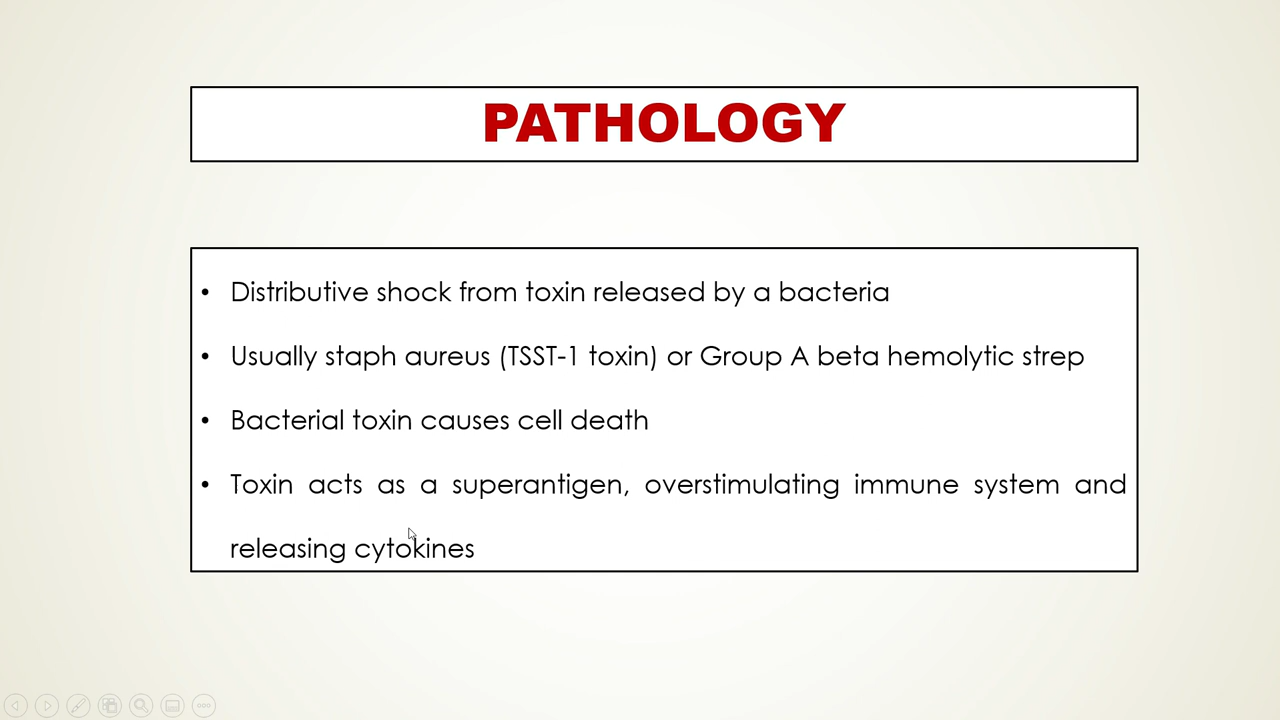 PATHOLOGY
• Distributive shock from toxin released by a bacteria
• Usually staph aureus (TSST-1 toxin) or Group A beta hemolytic strep
• Bacterial toxin causes cell death
• Toxin acts as a superantigen, overstimulating immune system and
releasing cytokines